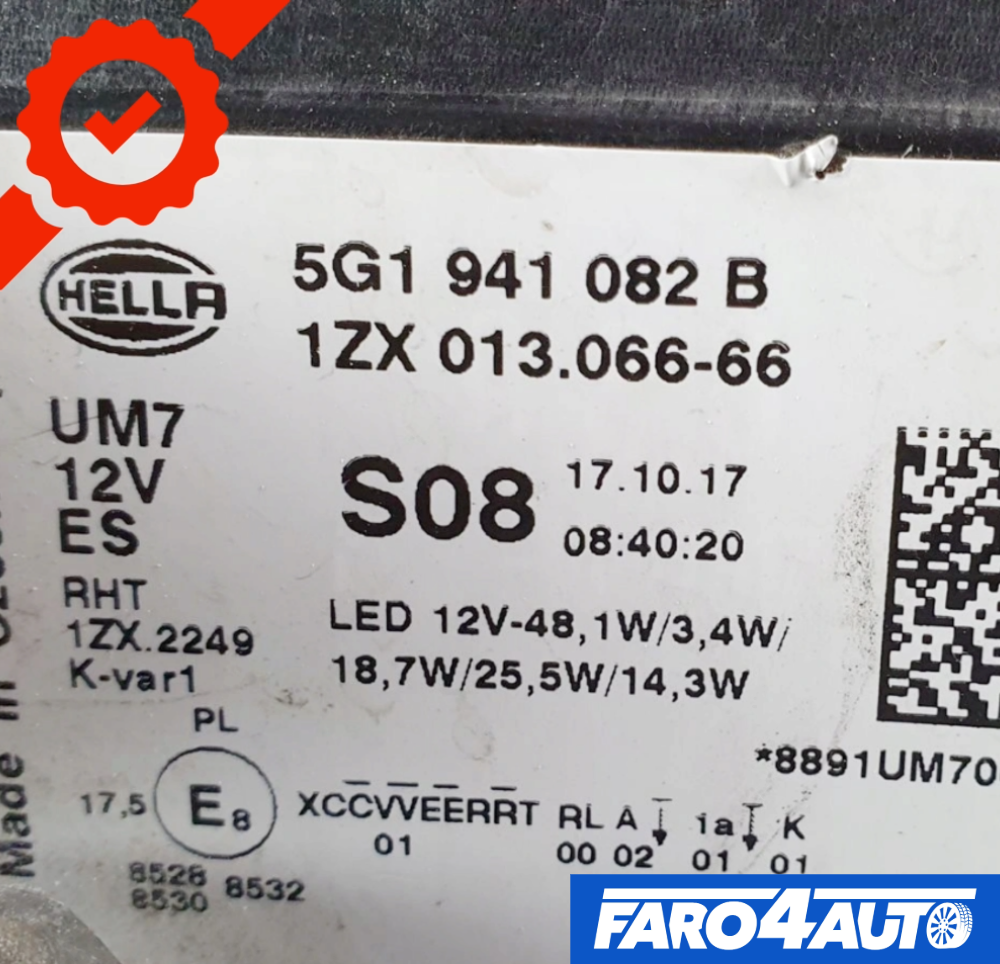 HELLA
5G1 941 082 B
1ZX 013.066-66
UM7
12V
ES
S08
17.10.17
08:40:20
RHT
1ZX.2249
K-var1
LED 12V-48,1W/3,4W/
18,7W/25,5W/14,3W
*8891UM70
Made in
PL
17,5 E8
XCCVVEERRT RL A ia K
01 00 02 01 01
8528 8532
8530
FARO4AUTO